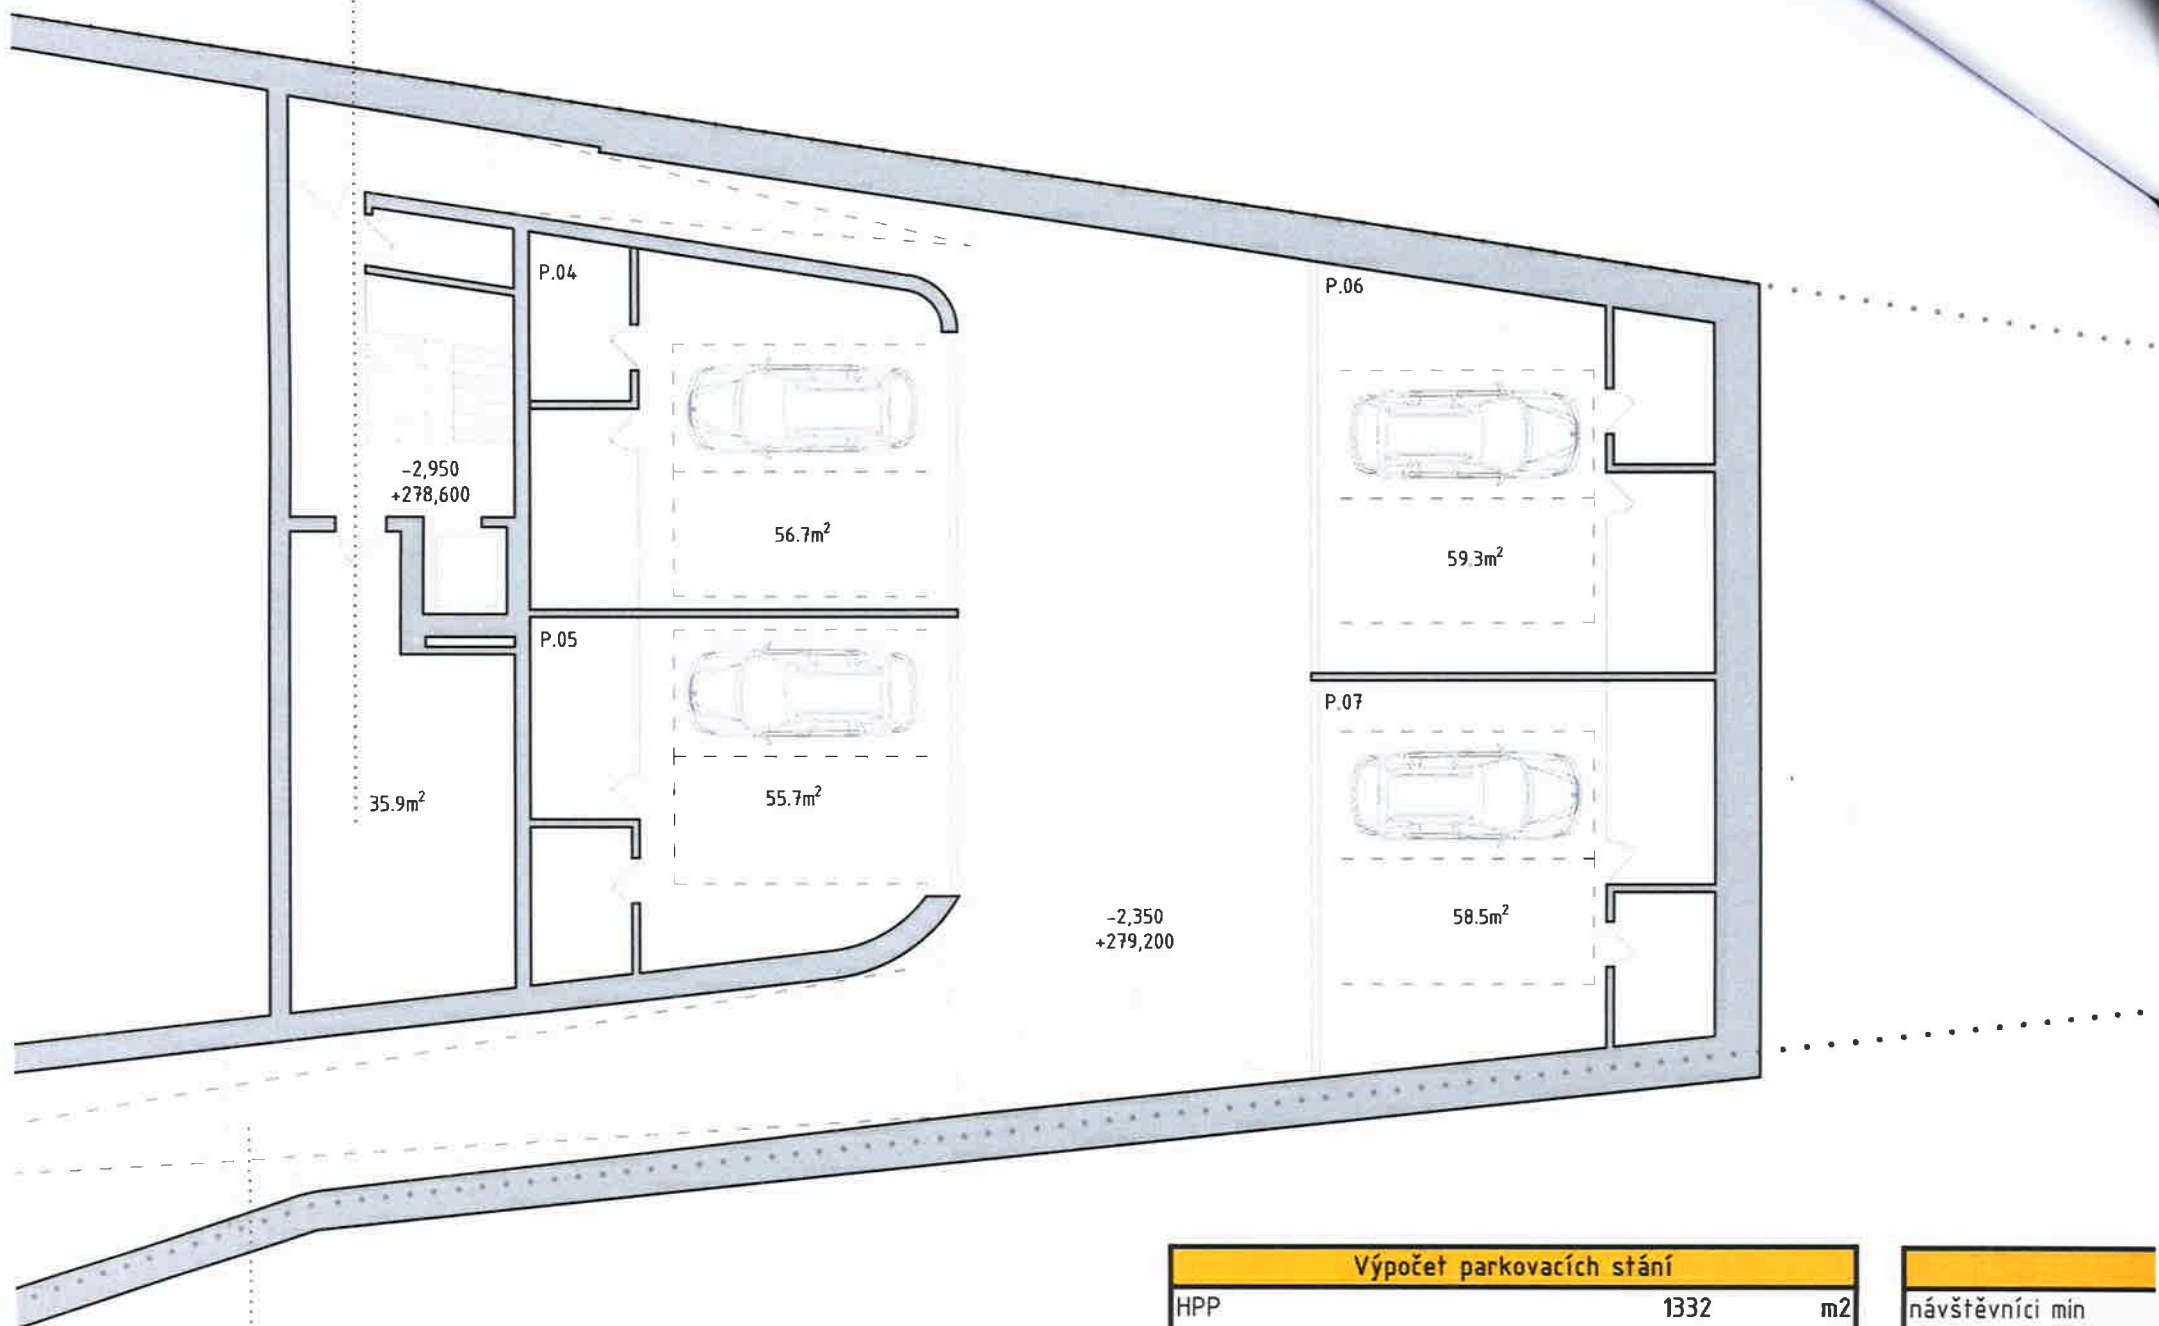 P.04
P.06
-2,950
+278,600
56.7m²
59.3m²
P.05
P.07
35.9m²
55.7m²
-2,350
+279,200
58.5m²
Výpočet parkovacích stání
HPP 1332 m2
návštěvníci min